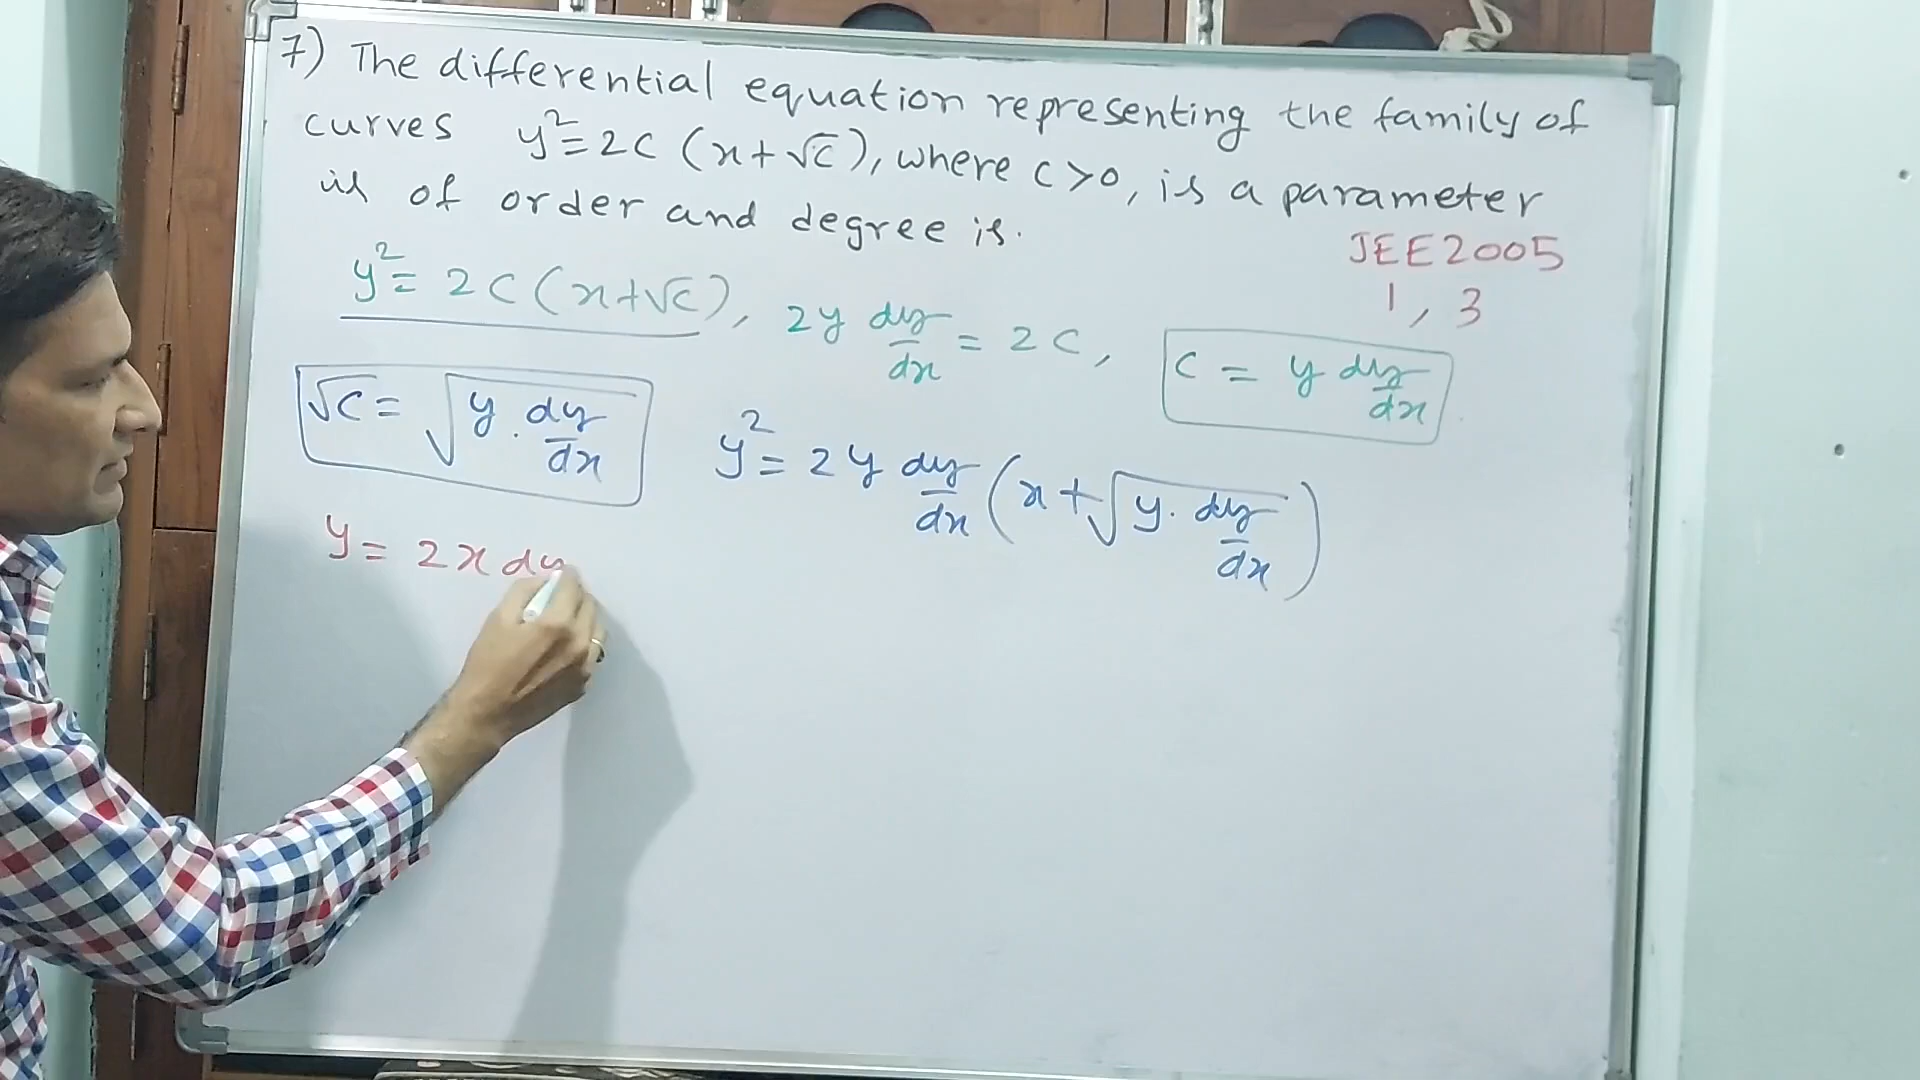 7) The differential equation representing the family of
curves y² = 2c (x + √c), where c > 0, is a parameter
is of order and degree is.
JEE 2005
1, 3
y² = 2c (x + √c), 2y dy/dx = 2c, c = y dy/dx
√c = √(y . dy/dx) y² = 2y dy/dx (x + √(y . dy/dx))
y = 2x dy